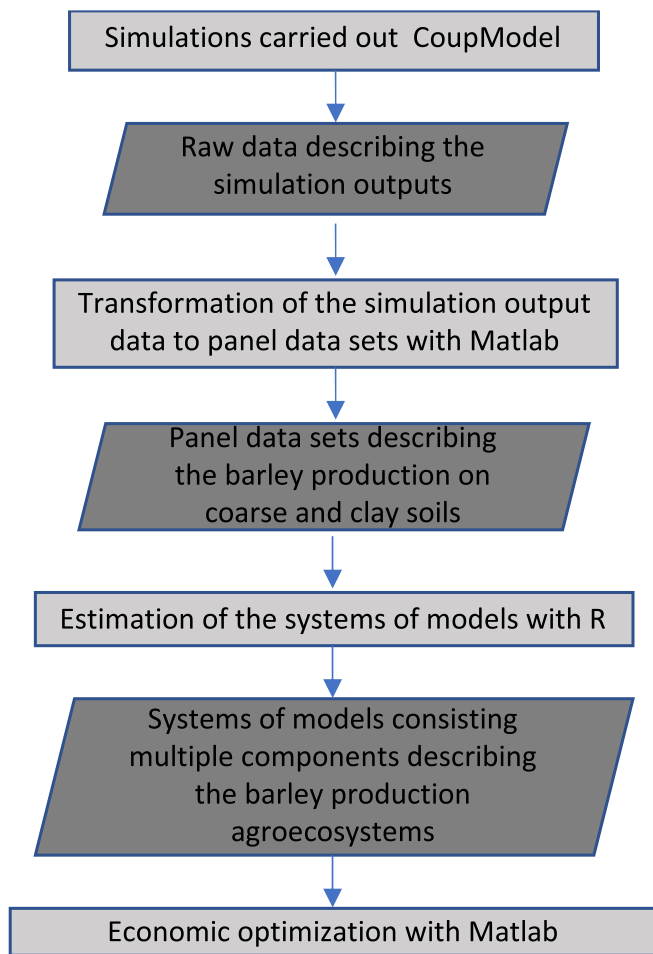 Simulations carried out  CoupModel
Raw data describing the
simulation outputs
Transformation of the simulation output
data to panel data sets with Matlab
Panel data sets describing
the barley production on
coarse and clay soils
Estimation of the systems of models with R
Systems of models consisting
multiple components describing
the barley production
agroecosystems
Economic optimization with Matlab